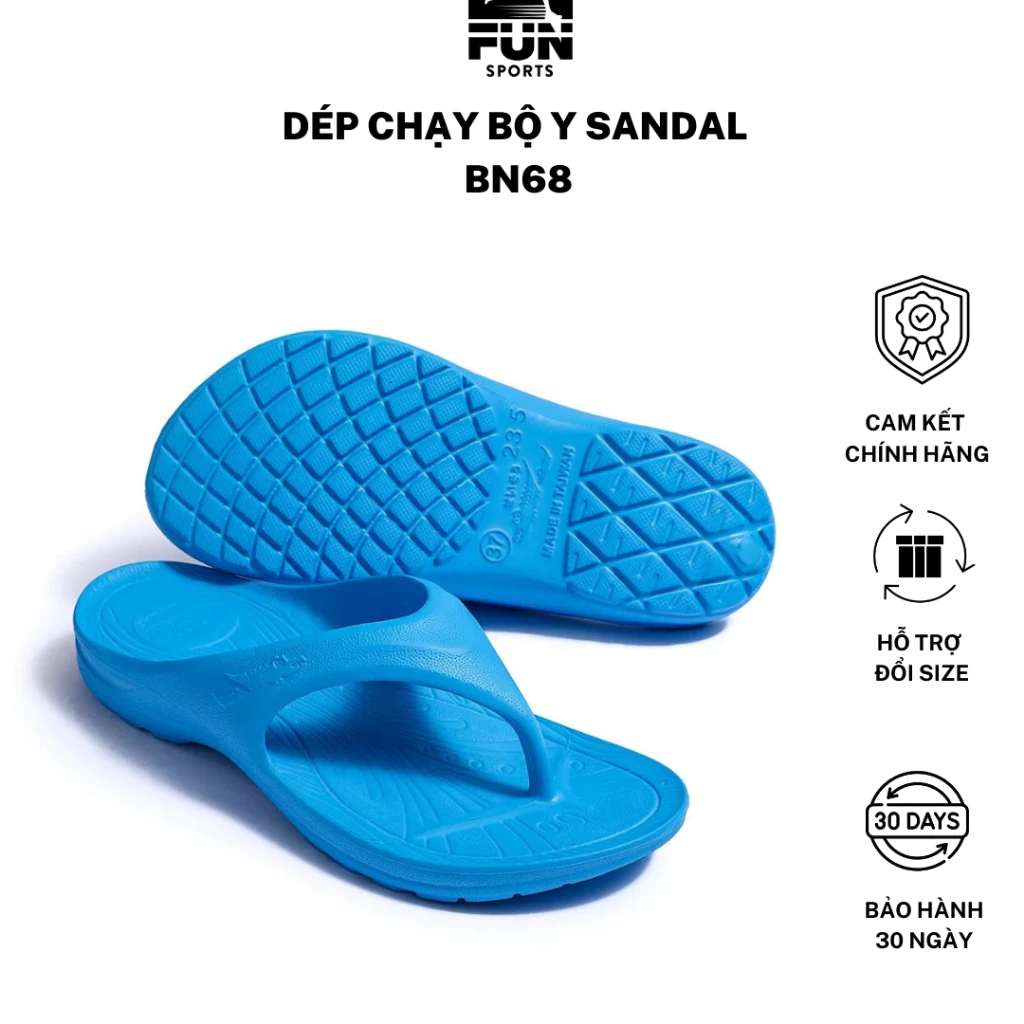 FUN
SPORTS
DÉP CHẠY BỘ Y SANDAL
BN68
CAM KẾT
CHÍNH HÃNG
23 5
37
MADE IN TAIWAN
HỖ TRỢ
ĐỔI SIZE
30 DAYS
BẢO HÀNH
30 NGÀY